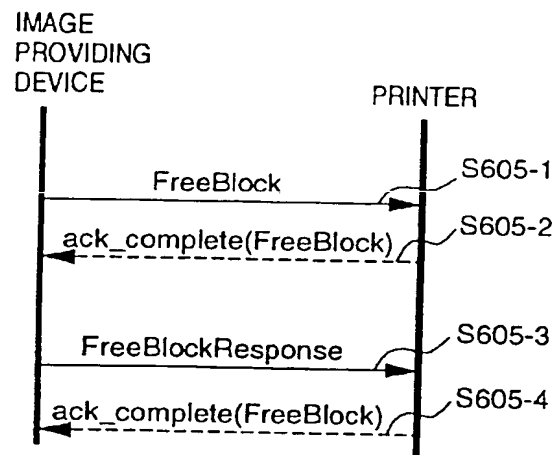 IMAGE
PROVIDING
DEVICE
PRINTER
FreeBlock
S605-1
ack_complete(FreeBlock)
S605-2
FreeBlockResponse
S605-3
ack_complete(FreeBlock)
S605-4